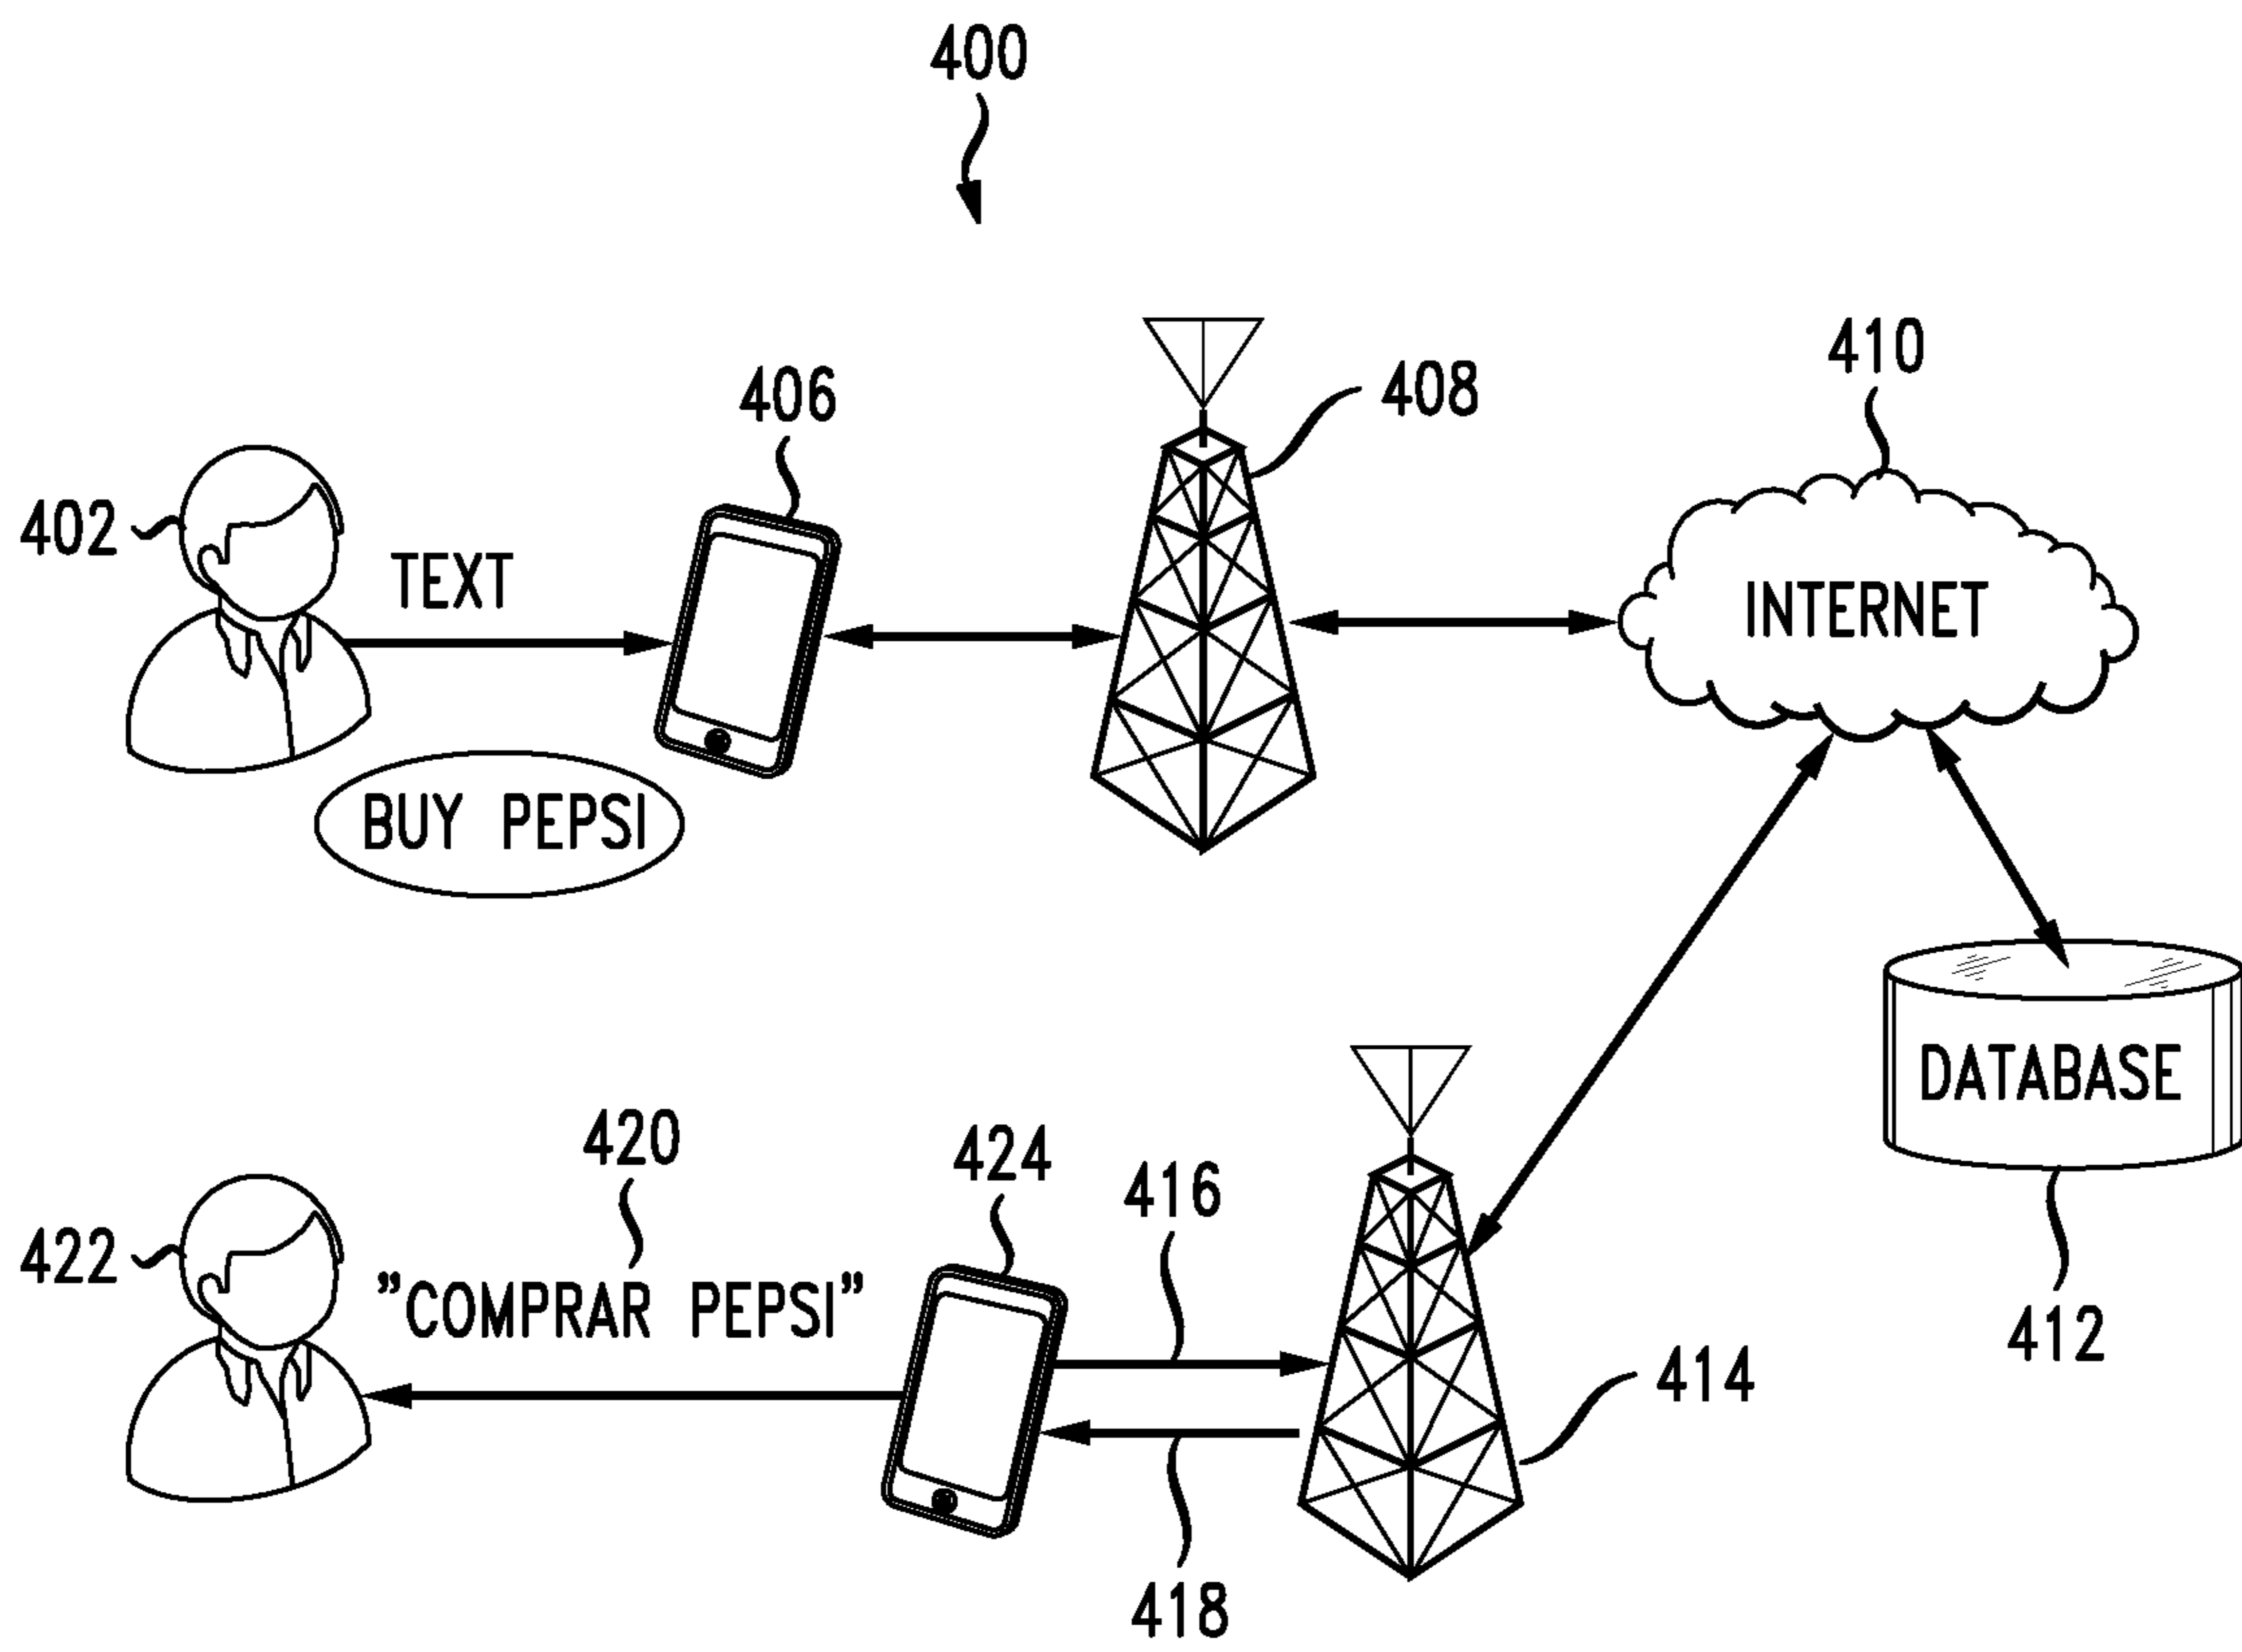 400
406
408
410
402
TEXT
INTERNET
BUY PEPSI
DATABASE
420
424
416
422
"COMPRAR PEPSI"
412
414
418